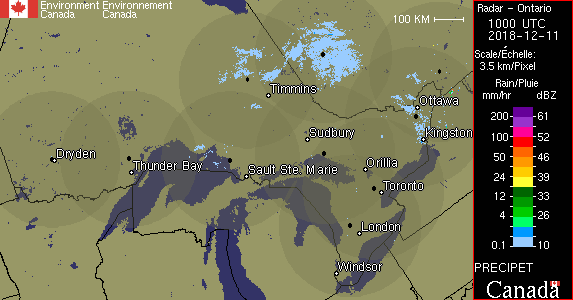 Environment Environnement
Canada Canada
100 KM
Timmins
Ottawa
Sudbury
Kingston
Dryden
Thunder Bay
Sault Ste. Marie
Orillia
Toronto
London
Windsor
Radar - Ontario
1000 UTC
2018-12-11
Scale/Échelle:
3.5 km/Pixel
Rain/Pluie
mm/hr dBZ
200 61
100 52
50 46
24 39
12 33
4 26
2 20
0.1 10
PRECIPET
Canada